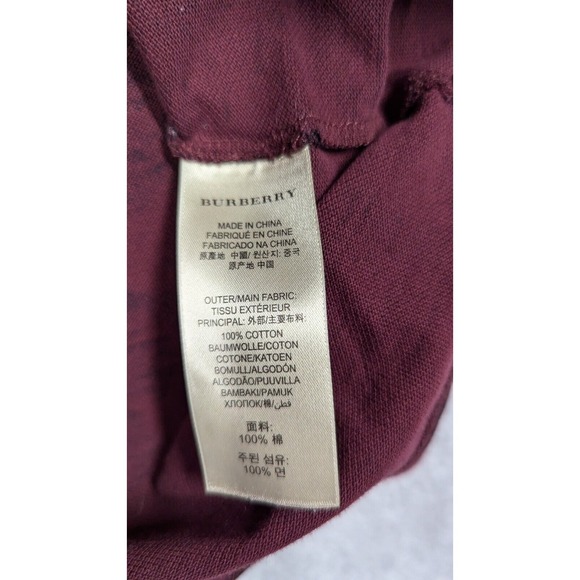 BURBERRY
MADE IN CHINA
FABRIQUÉ EN CHINE
FABRICADO NA CHINA
原產地 中國/ 원산지: 중국
原产地 中国
OUTER/MAIN FABRIC:
TISSU EXTÉRIEUR
PRINCIPAL: 外部/主要布料:
100% COTTON
BAUMWOLLE/COTON
COTONE/KATOEN
BOMULL/ALGODÓN
ALGODÃO/PUUVILLA
BAMBAKI/PAMUK
ХЛОПОК/棉/قطن
面料:
100% 棉
주된 섬유:
100% 면